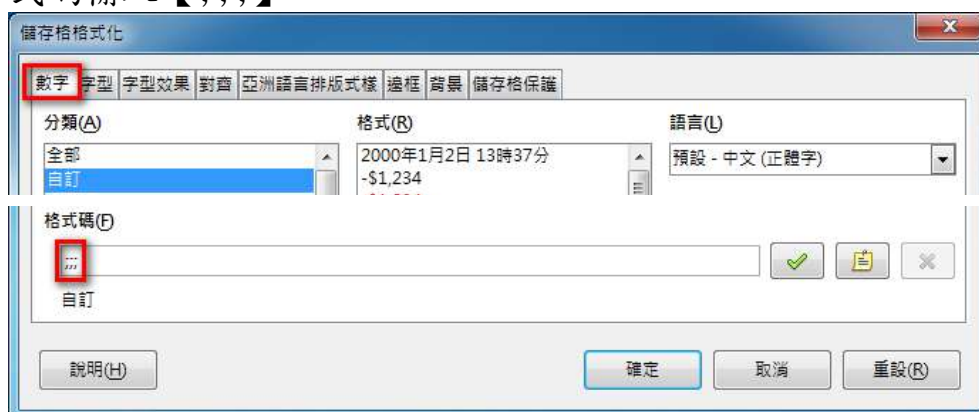 【;;;】
儲存格格式化
數字 字型 字型效果 對齊 亞洲語言排版式樣 邊框 背景 儲存格保護
分類(A) 格式(R) 語言(L)
全部 2000年1月2日 13時37分 預設 - 中文 (正體字)
自訂 -$1,234
格式碼(F)
;;;
自訂
說明(H) 確定 取消 重設(R)